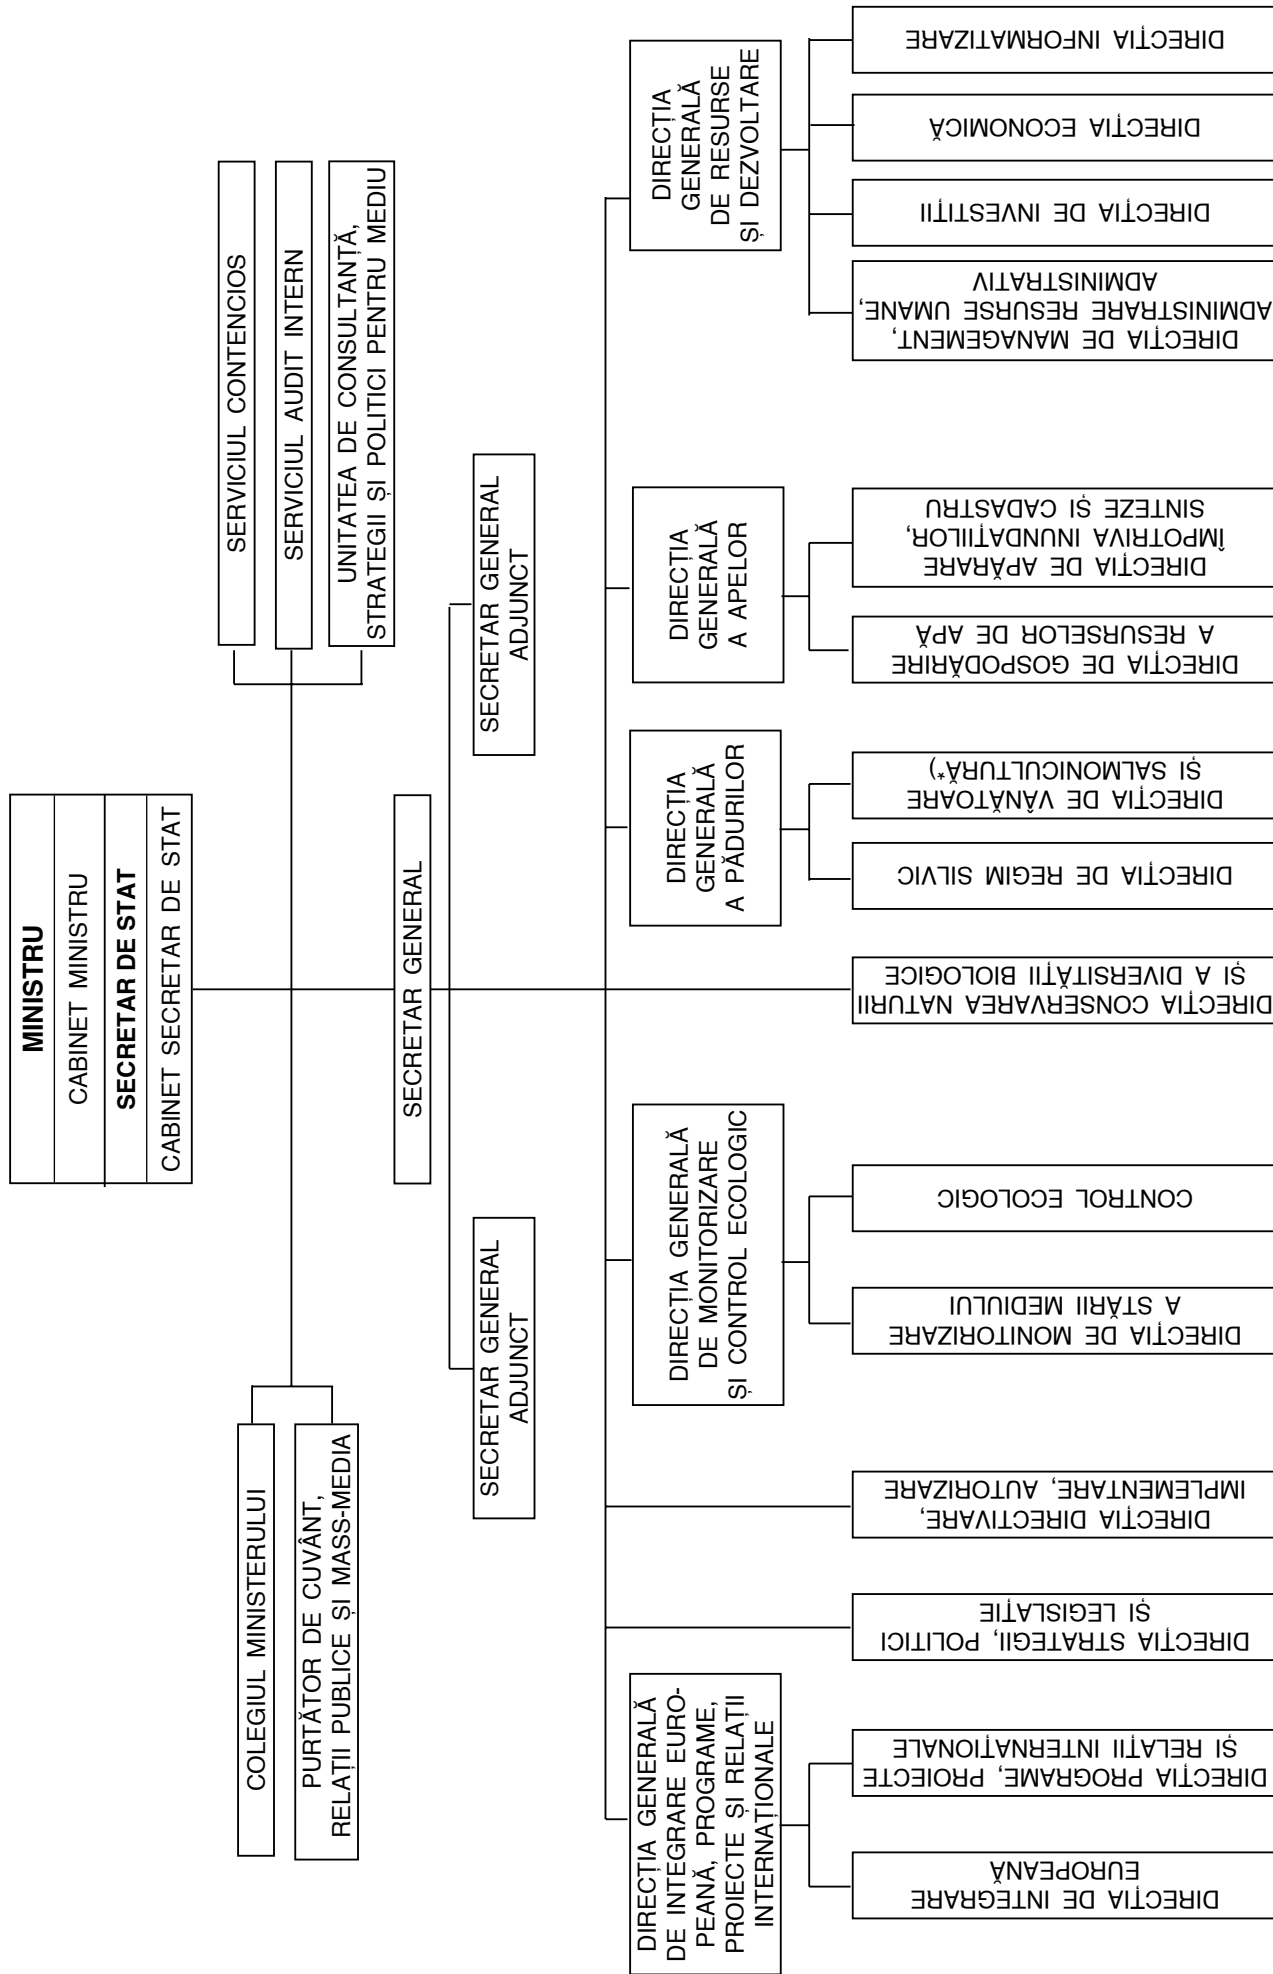 MINISTRU
CABINET MINISTRU
SECRETAR DE STAT
CABINET SECRETAR DE STAT
COLEGIUL MINISTERULUI
PURTĂTOR DE CUVÂNT,
RELAȚII PUBLICE ȘI MASS-MEDIA
SERVICIUL CONTENCIOS
SERVICIUL AUDIT INTERN
UNITATEA DE CONSULTANȚĂ,
STRATEGII ȘI POLITICI PENTRU MEDIU
SECRETAR GENERAL
SECRETAR GENERAL
ADJUNCT
SECRETAR GENERAL
ADJUNCT
DIRECȚIA GENERALĂ
DE INTEGRARE EURO-
PEANĂ, PROGRAME,
PROIECTE ȘI RELAȚII
INTERNAȚIONALE
DIRECȚIA GENERALĂ
DE MONITORIZARE
ȘI CONTROL ECOLOGIC
DIRECȚIA
GENERALĂ
A PĂDURILOR
DIRECȚIA
GENERALĂ
A APELOR
DIRECȚIA
GENERALĂ
DE RESURSE
ȘI DEZVOLTARE
DIRECȚIA DE INTEGRARE
EUROPEANĂ
DIRECȚIA PROGRAME, PROIECTE
ȘI RELAȚII INTERNAȚIONALE
DIRECȚIA STRATEGII, POLITICI
ȘI LEGISLAȚIE
DIRECȚIA DIRECTIVARE,
IMPLEMENTARE, AUTORIZARE
DIRECȚIA DE MONITORIZARE
A STĂRII MEDIULUI
CONTROL ECOLOGIC
DIRECȚIA CONSERVAREA NATURII
ȘI A DIVERSITĂȚII BIOLOGICE
DIRECȚIA DE REGIM SILVIC
DIRECȚIA DE VÂNĂTOARE
ȘI SALMONICULTURĂ*)
DIRECȚIA DE GOSPODĂRIRE
A RESURSELOR DE APĂ
DIRECȚIA DE APĂRARE
ÎMPOTRIVA INUNDAȚIILOR,
SINTEZE ȘI CADASTRU
DIRECȚIA DE MANAGEMENT,
ADMINISTRARE RESURSE UMANE,
ADMINISTRATIV
DIRECȚIA DE INVESTIȚII
DIRECȚIA ECONOMICĂ
DIRECȚIA INFORMATIZARE